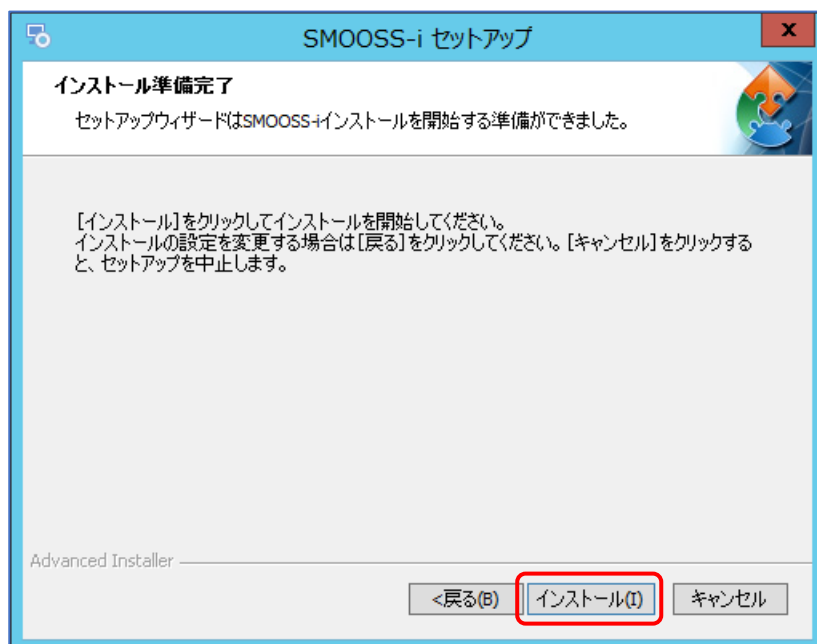 SMOOSS-i セットアップ
x
インストール準備完了
セットアップウィザードはSMOOSS-iインストールを開始する準備ができました。
[インストール]をクリックしてインストールを開始してください。
インストールの設定を変更する場合は[戻る]をクリックしてください。[キャンセル]をクリックする
と、セットアップを中止します。
Advanced Installer
<戻る(B)
インストール(I)
キャンセル